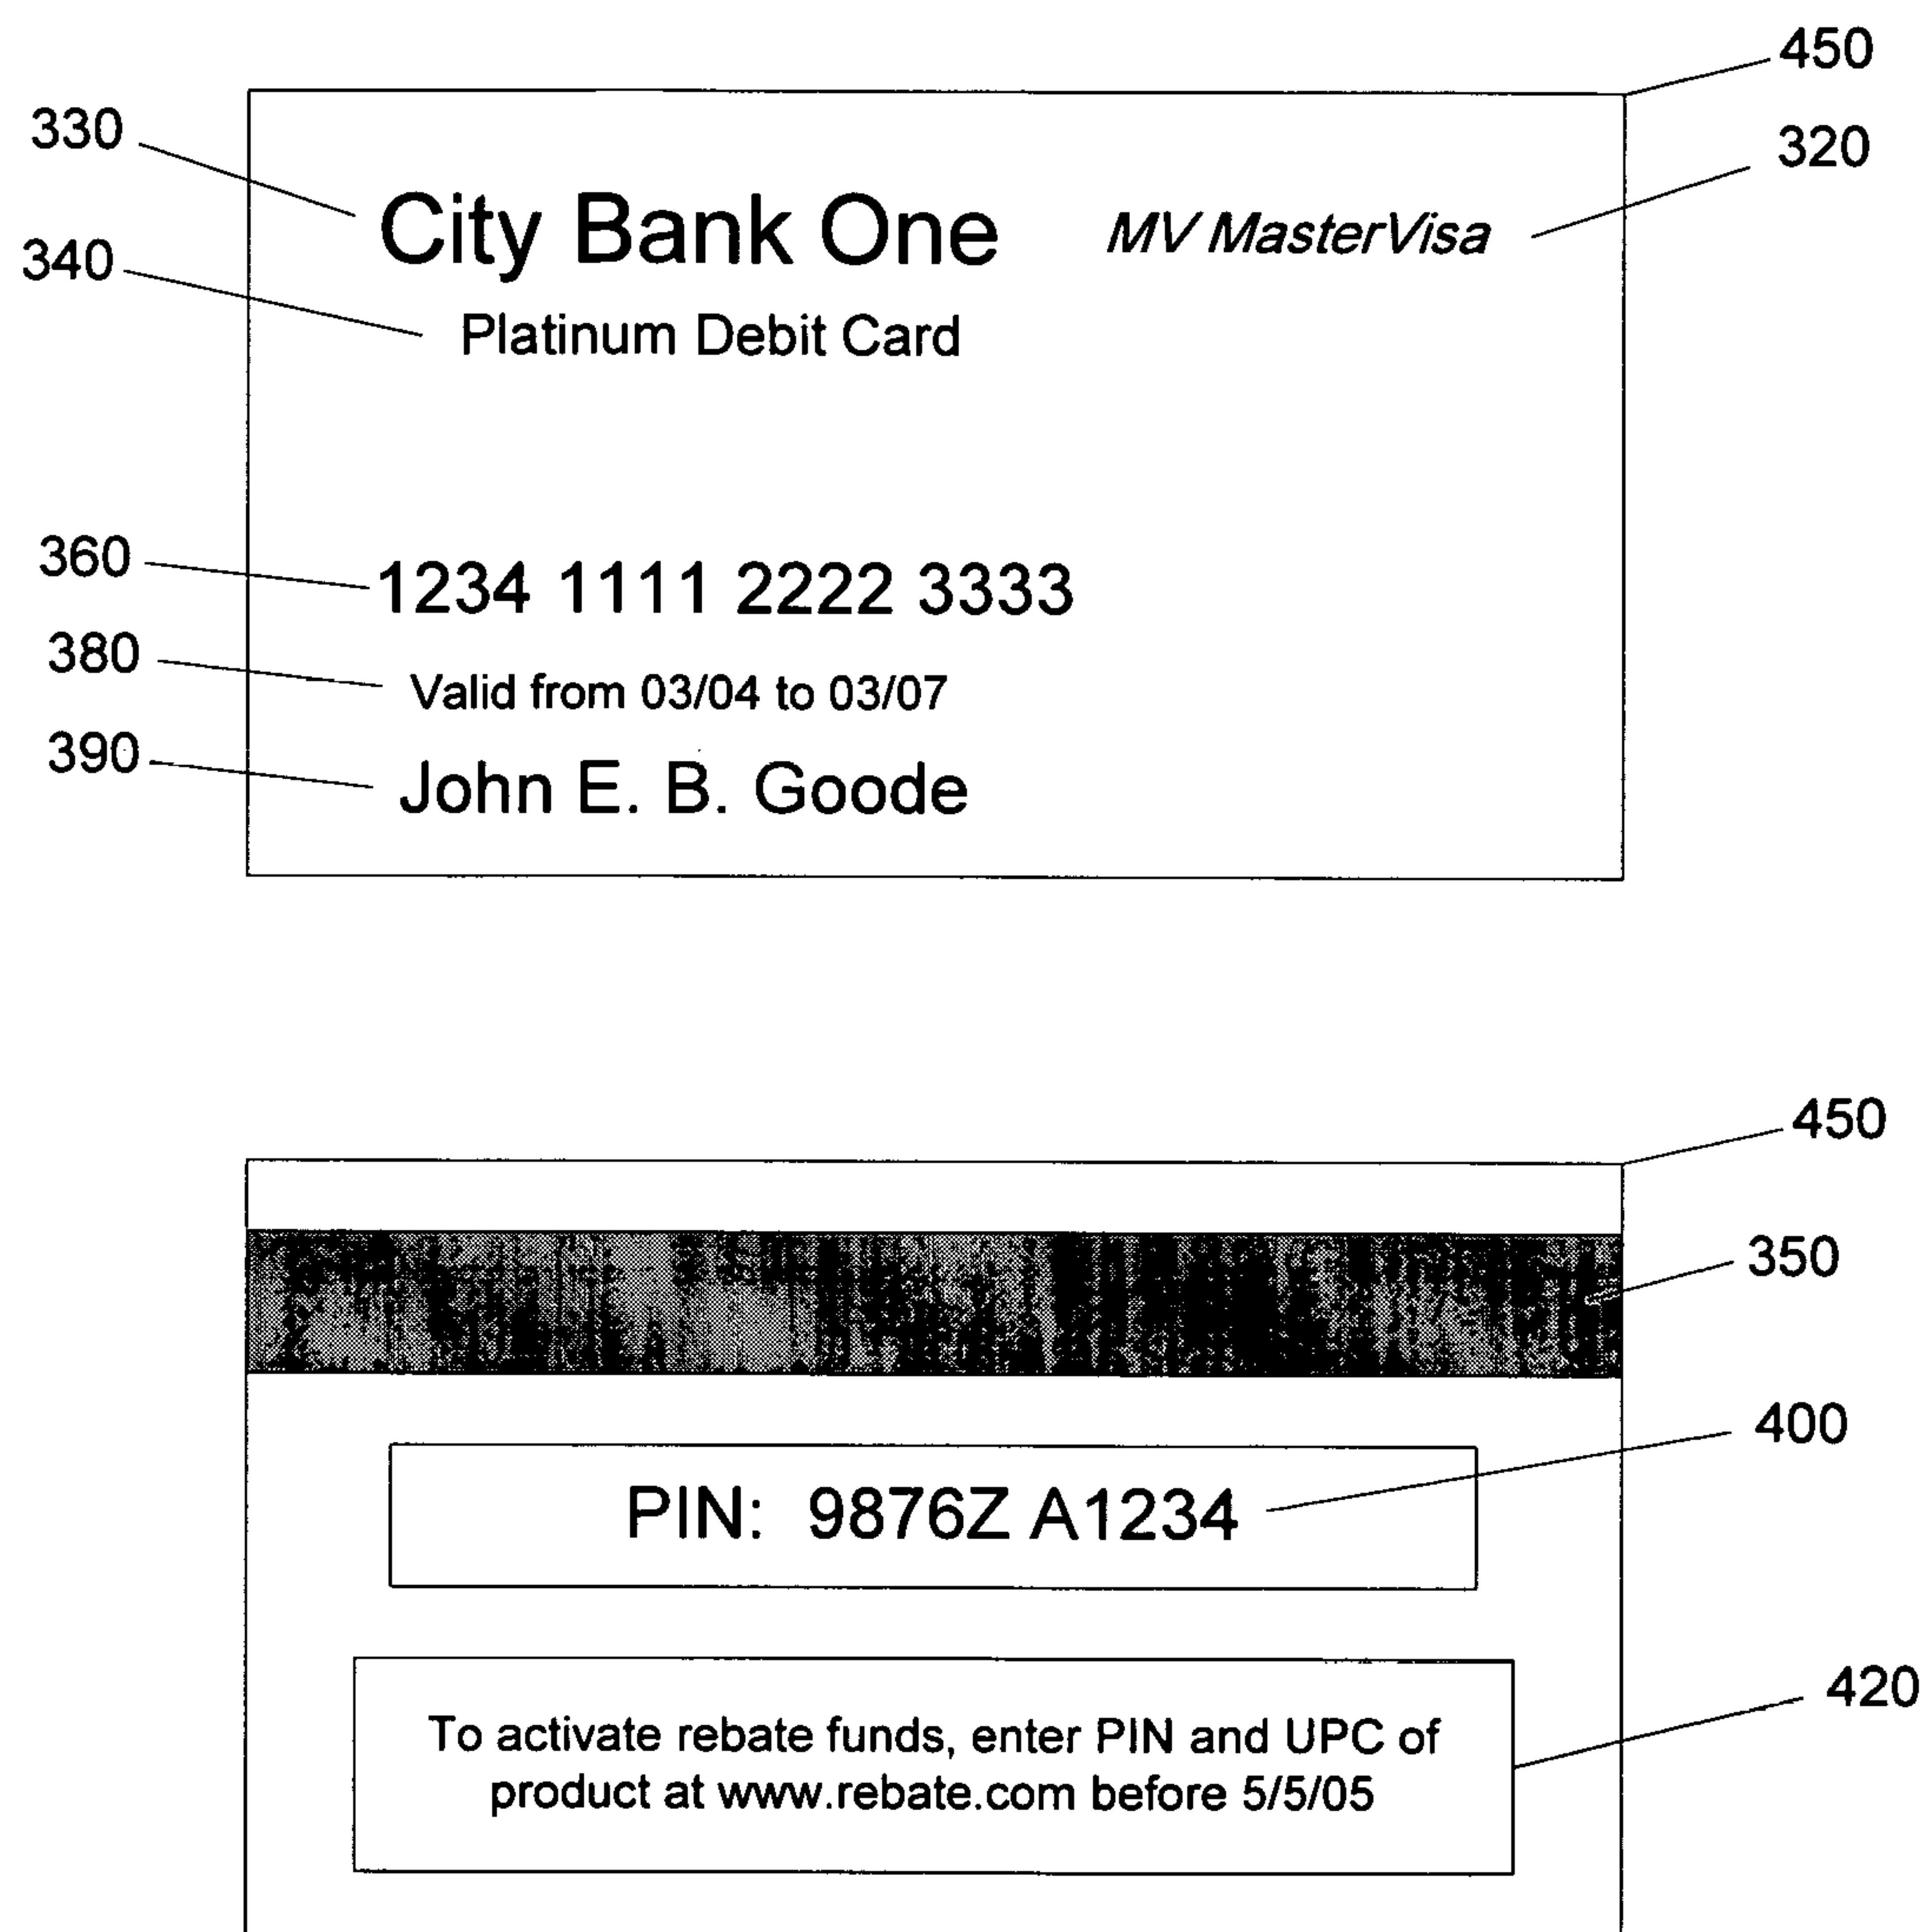 450
330
320
City Bank One MV MasterVisa
340
Platinum Debit Card
360
1234 1111 2222 3333
380
Valid from 03/04 to 03/07
390
John E. B. Goode
450
350
400
PIN: 9876Z A1234
420
To activate rebate funds, enter PIN and UPC of
product at www.rebate.com before 5/5/05